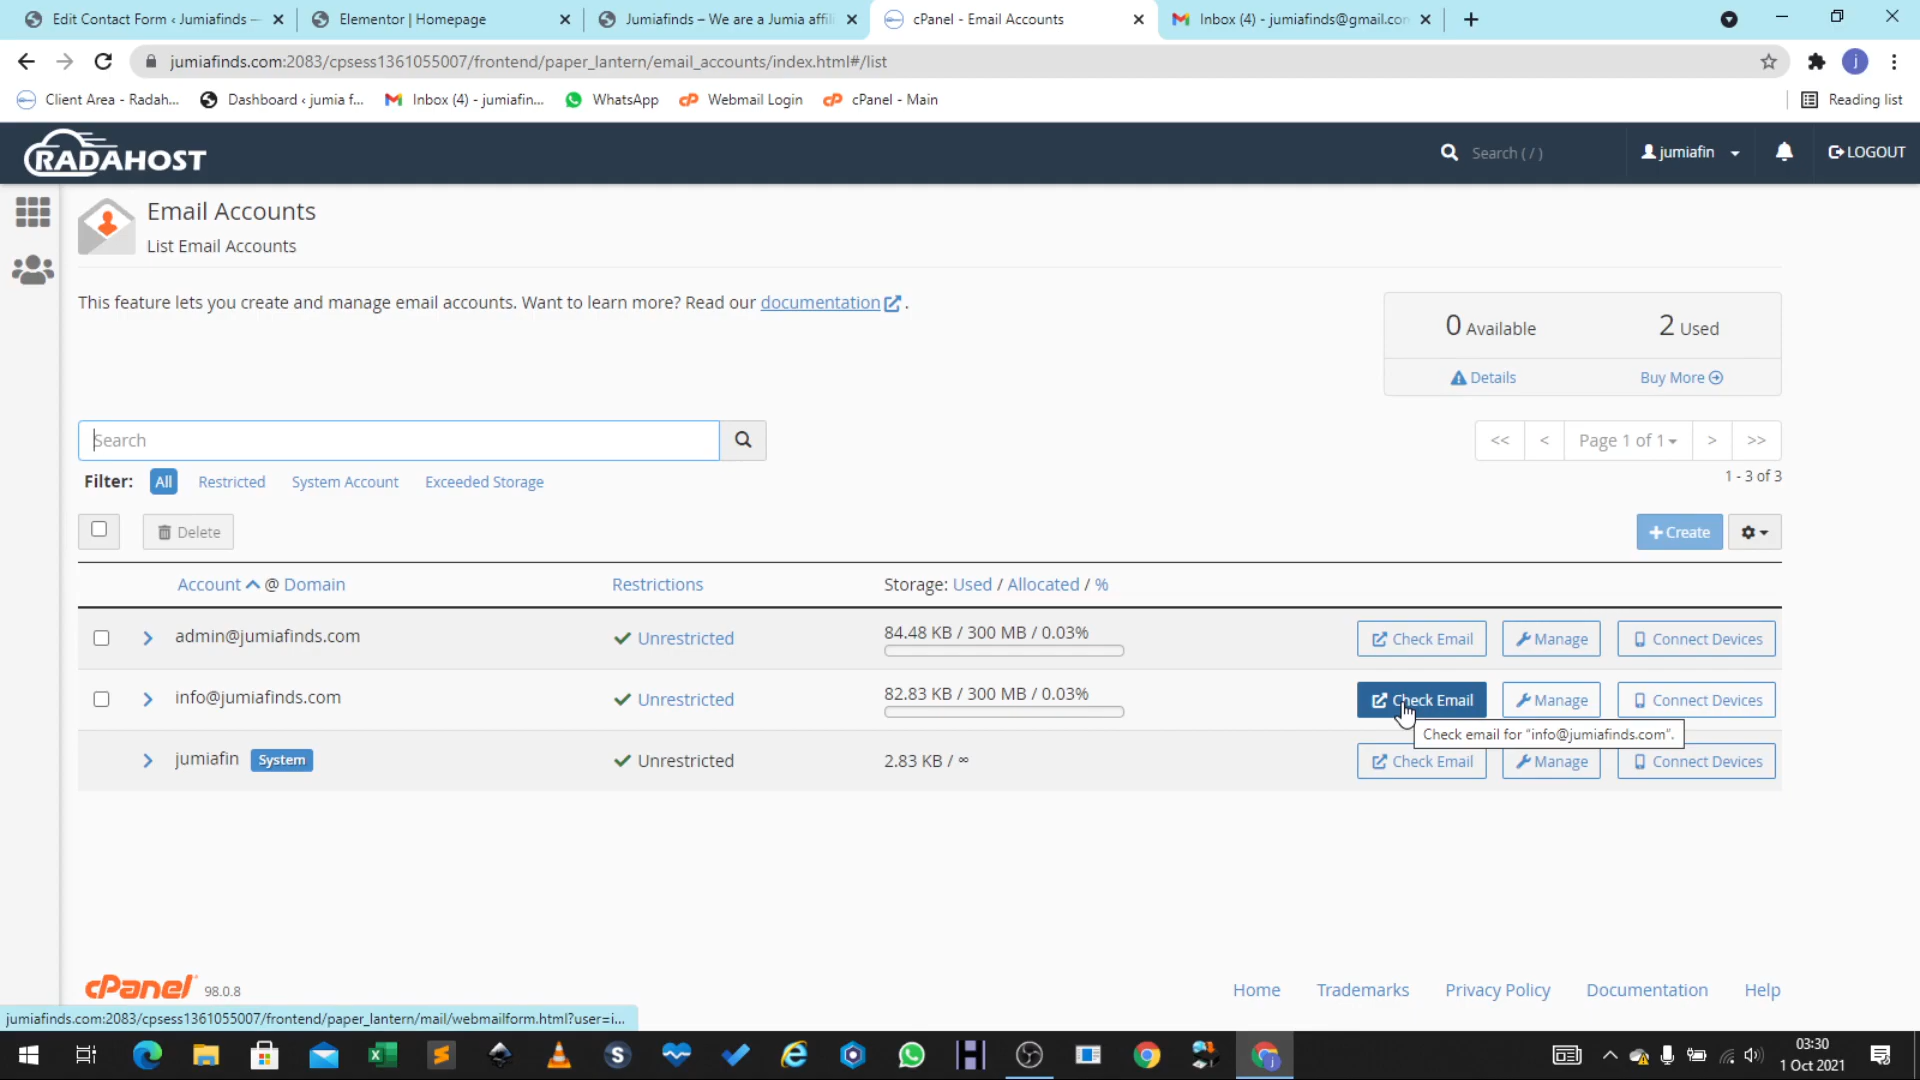 Edit Contact Form ‹ Jumiafinds —
Elementor | Homepage
Jumiafinds – We are a Jumia affili
cPanel - Email Accounts
Inbox (4) - jumiafinds@gmail.con
jumiafinds.com:2083/cpsess1361055007/frontend/paper_lantern/email_accounts/index.html#/list
j
Client Area - Radah...
Dashboard ‹ jumia f...
Inbox (4) - jumiafin...
WhatsApp
Webmail Login
cPanel - Main
Reading list
RADAHOST
Search ( / )
jumiafin
LOGOUT
Email Accounts
List Email Accounts
This feature lets you create and manage email accounts. Want to learn more? Read our documentation .
0 Available
2 Used
Details
Buy More
Search
<<
<
Page 1 of 1
>
>>
Filter:
All
Restricted
System Account
Exceeded Storage
1 - 3 of 3
Delete
+ Create
Account @ Domain
Restrictions
Storage: Used / Allocated / %
admin@jumiafinds.com
Unrestricted
84.48 KB / 300 MB / 0.03%
Check Email
Manage
Connect Devices
info@jumiafinds.com
Unrestricted
82.83 KB / 300 MB / 0.03%
Check Email
Manage
Connect Devices
Check email for “info@jumiafinds.com”.
jumiafin
System
Unrestricted
2.83 KB / ∞
Check Email
Manage
Connect Devices
cPanel
98.0.8
Home
Trademarks
Privacy Policy
Documentation
Help
jumiafinds.com:2083/cpsess1361055007/frontend/paper_lantern/mail/webmailform.html?user=i...
03:30
1 Oct 2021